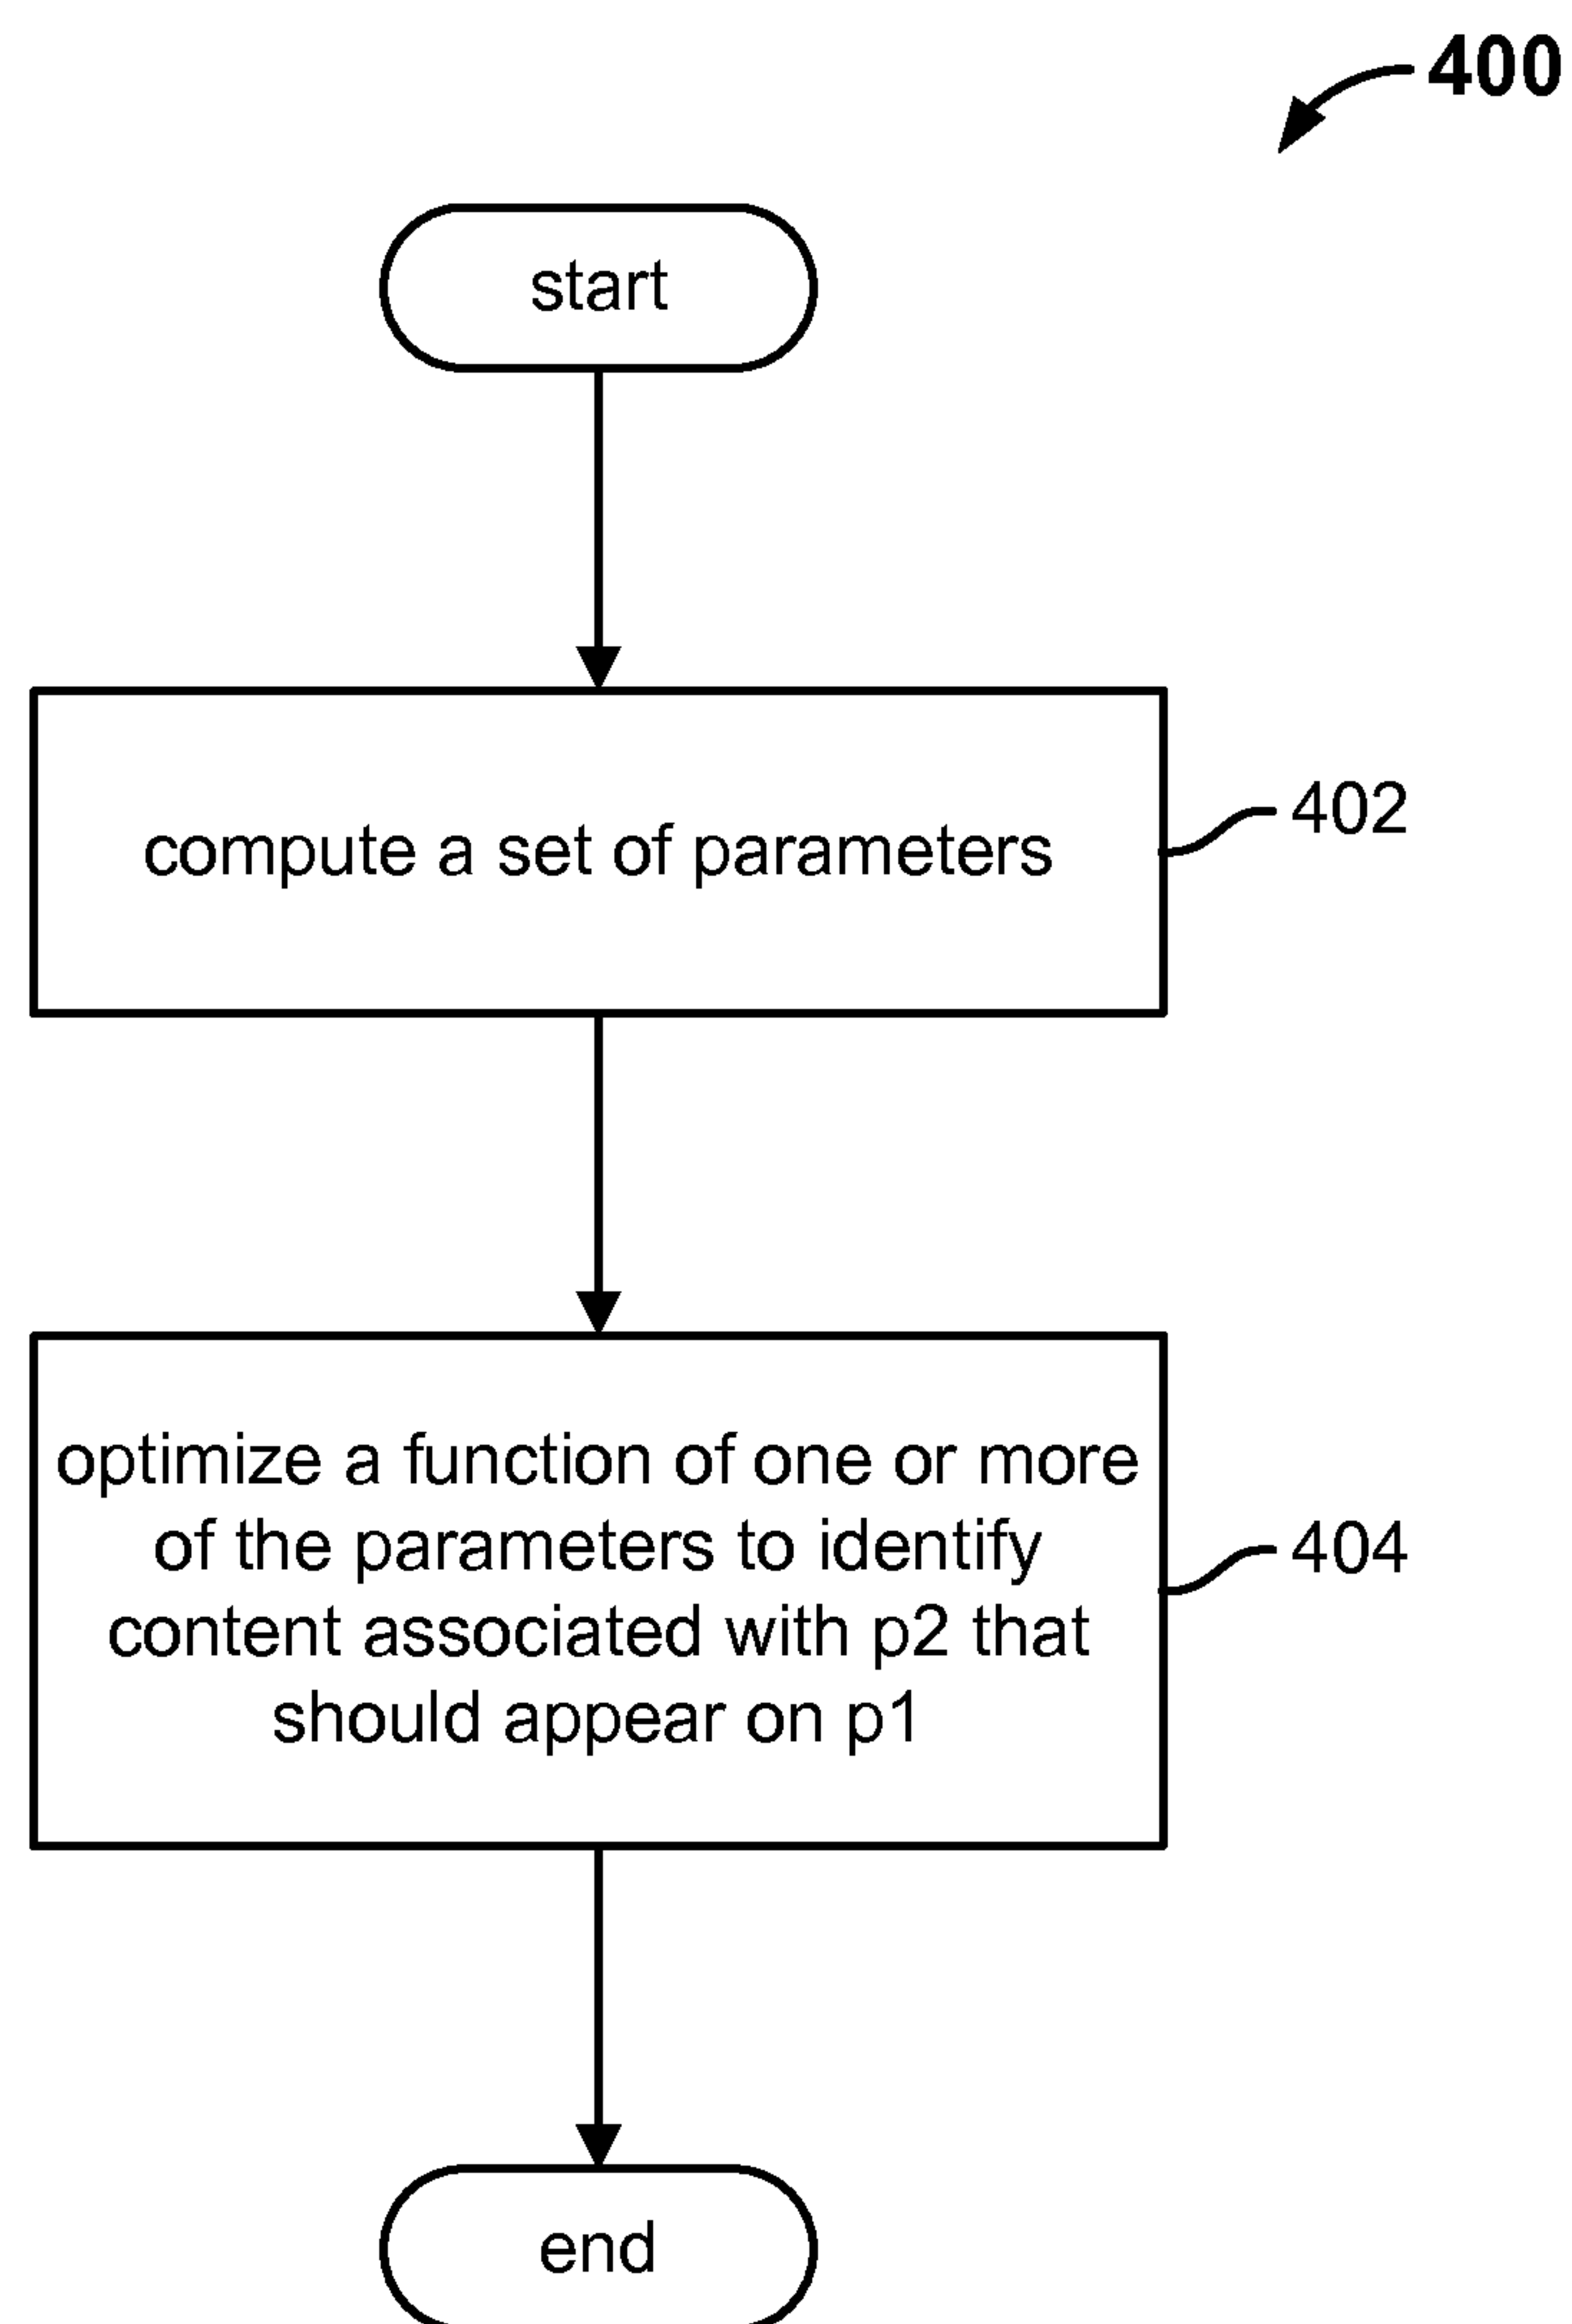 400
start
compute a set of parameters
402
optimize a function of one or more
of the parameters to identify
content associated with p2 that
should appear on p1
404
end